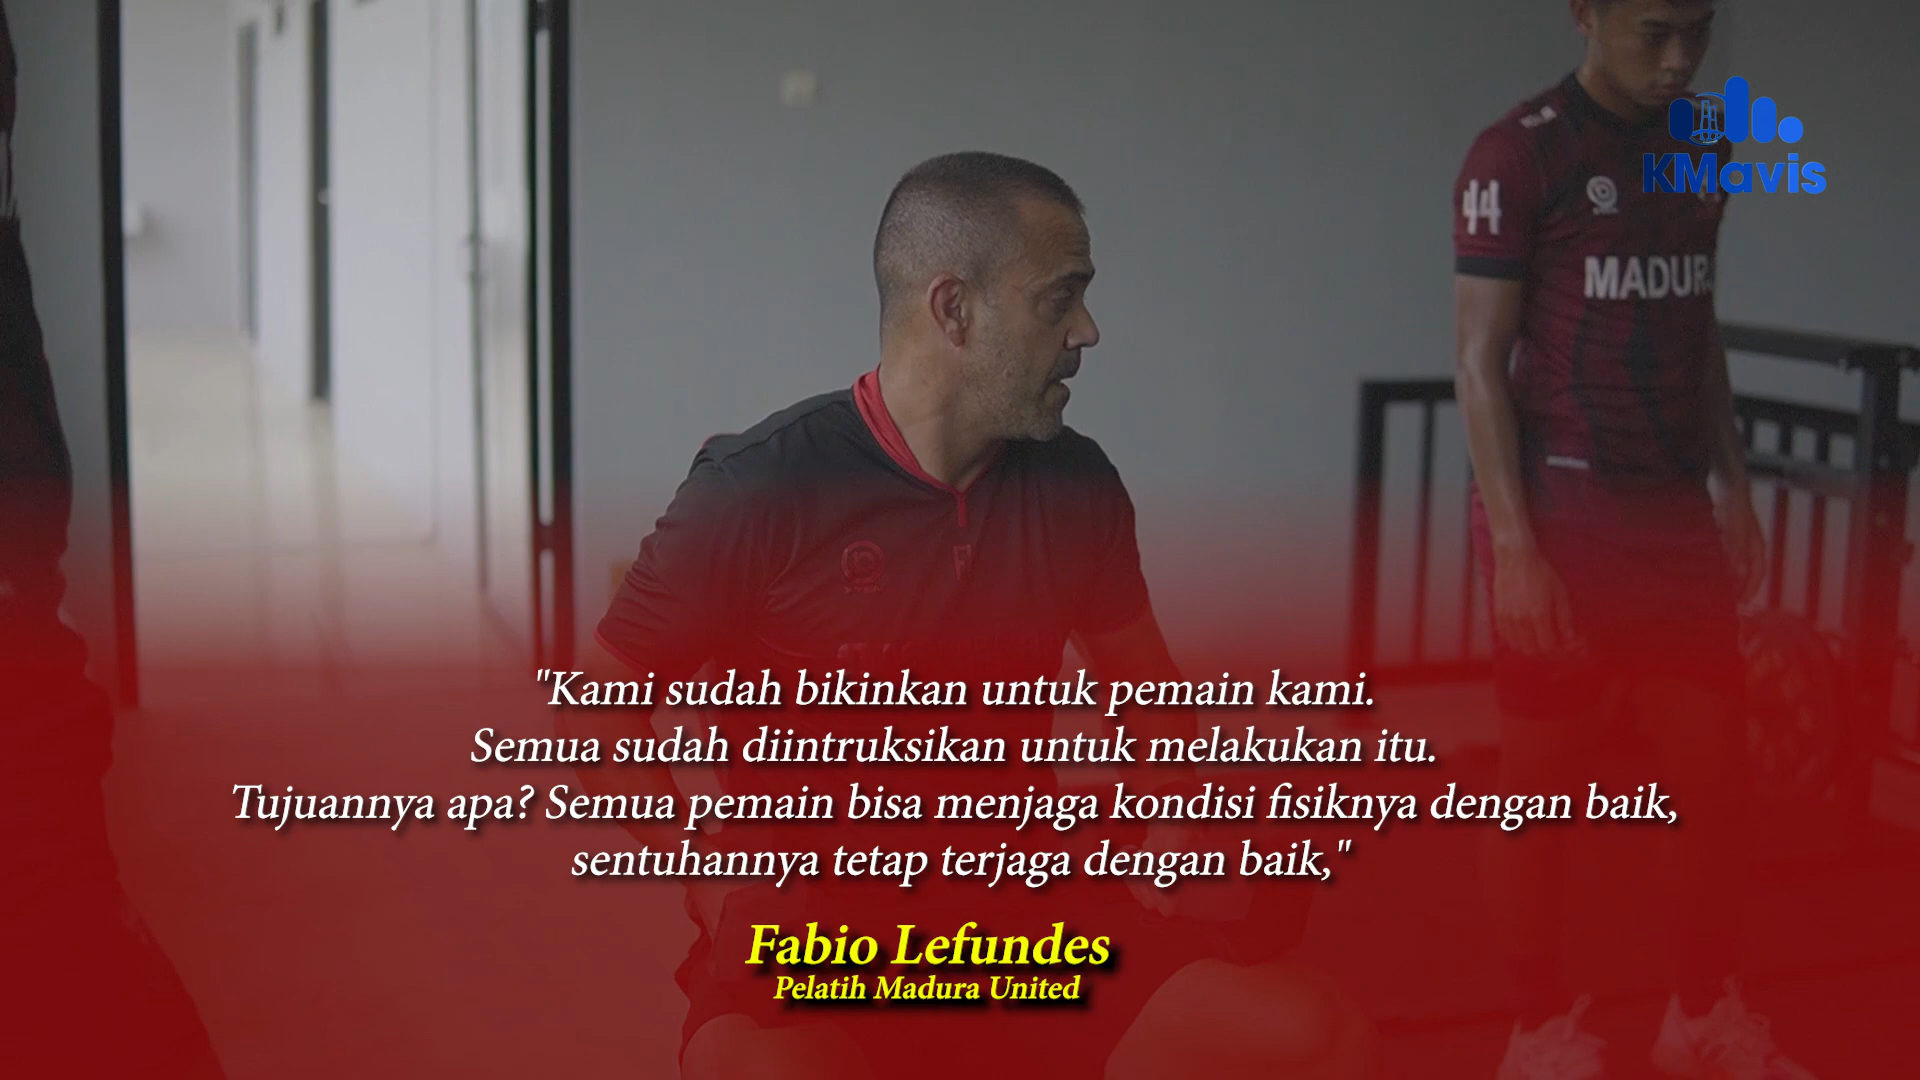 KMavis
44
MADUR
"Kami sudah bikinkan untuk pemain kami.
Semua sudah diintruksikan untuk melakukan itu.
Tujuannya apa? Semua pemain bisa menjaga kondisi fisiknya dengan baik,
sentuhannya tetap terjaga dengan baik,"
Fabio Lefundes
Pelatih Madura United